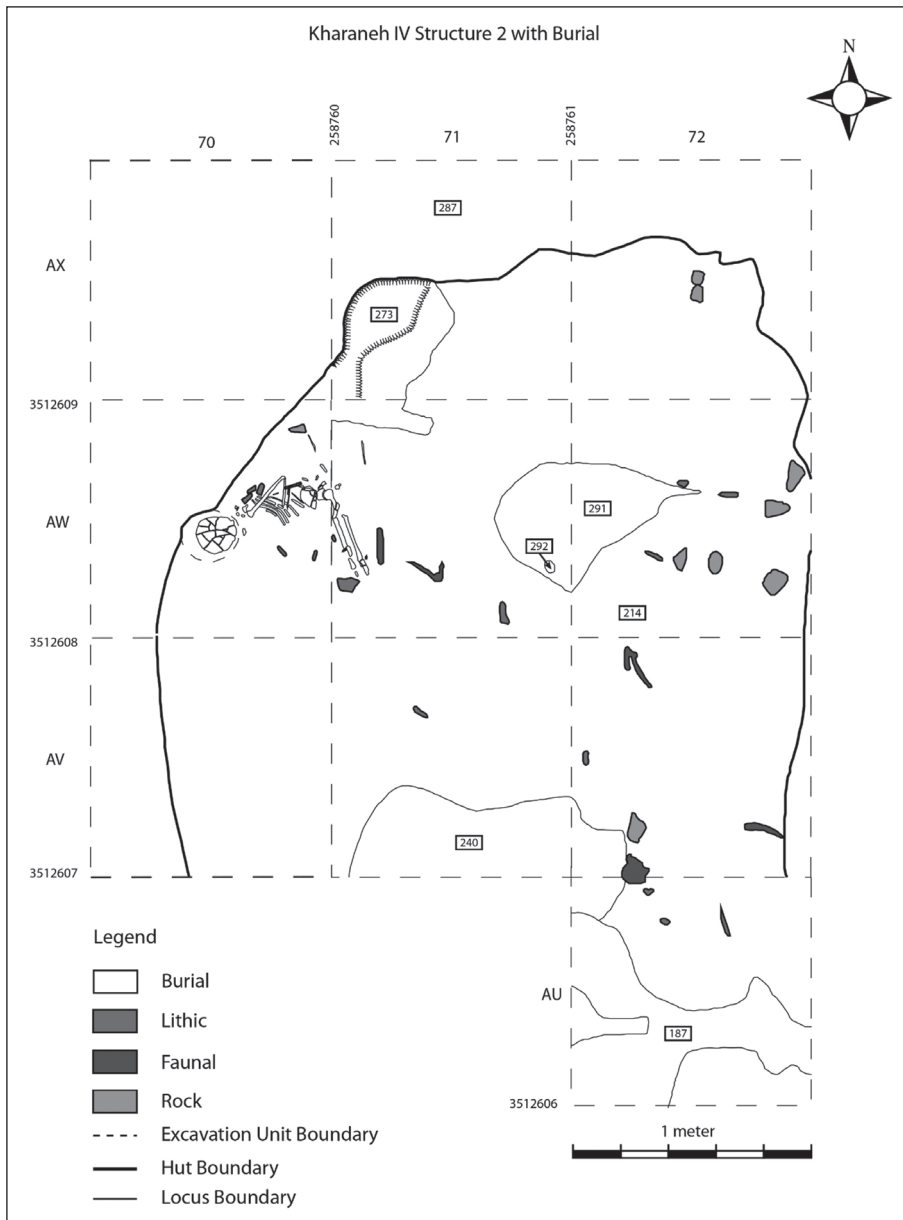 Kharaneh IV Structure 2 with Burial
N
258760
258761
70
71
72
287
AX
273
3512609
AW
291
292
214
3512608
AV
240
3512607
Legend
Burial
Lithic
Faunal
Rock
Excavation Unit Boundary
Hut Boundary
Locus Boundary
AU
187
3512606
1 meter